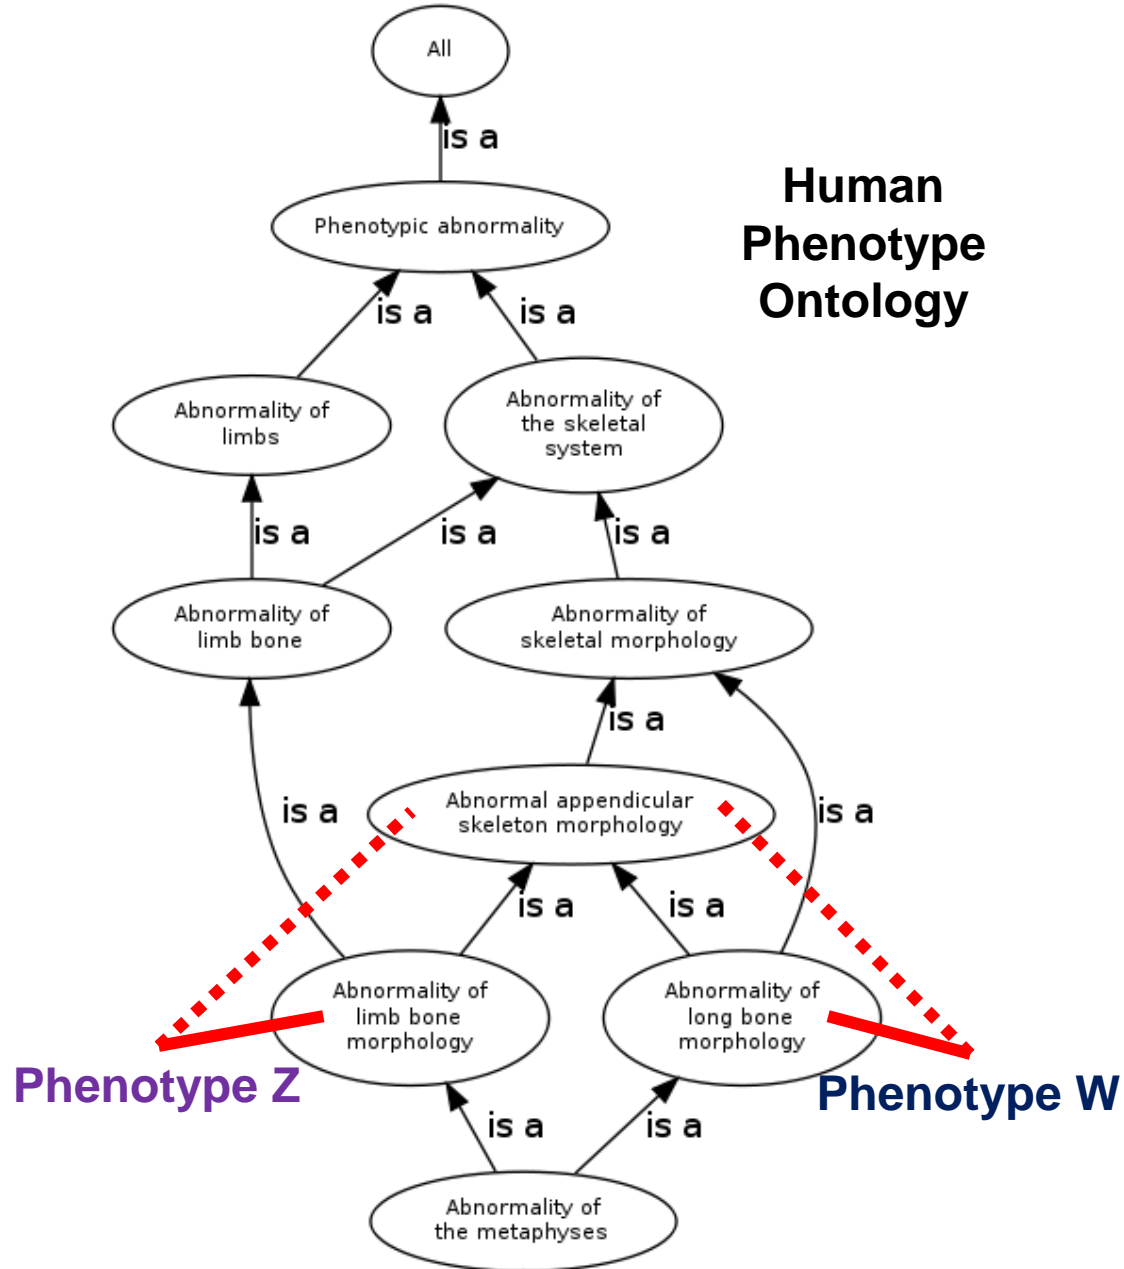 All
is a
Phenotypic abnormality
Human
Phenotype
Ontology
is a
is a
Abnormality of
limbs
Abnormality of
the skeletal
system
is a
is a
is a
Abnormality of
limb bone
Abnormality of
skeletal morphology
is a
is a
Abnormal appendicular
skeleton morphology
is a
is a
is a
Abnormality of
limb bone
morphology
Abnormality of
long bone
morphology
Phenotype Z
Phenotype W
is a
is a
Abnormality of
the metaphyses